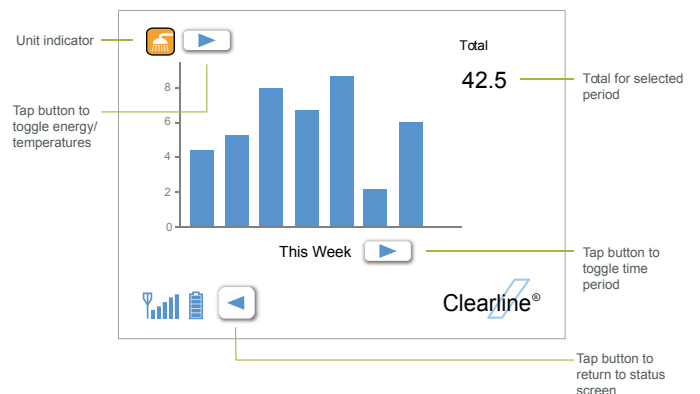 Unit indicator
Total
42.5
Total for selected
period
Tap button to
toggle energy/
temperatures
8
6
4
2
0
This Week
Tap button to
toggle time
period
Clearline®
Tap button to
return to status
screen